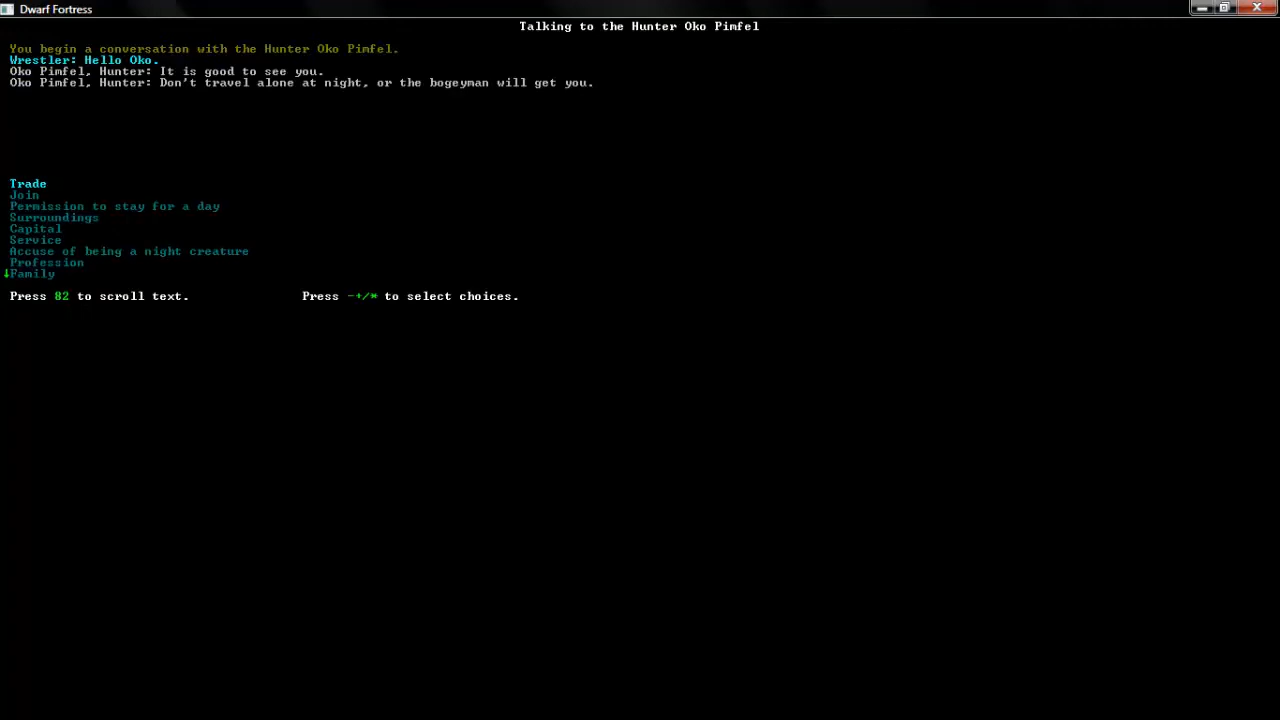 Dwarf Fortress
Talking to the Hunter Oko Pimfel
You begin a conversation with the Hunter Oko Pimfel.
Wrestler: Hello Oko.
Oko Pimfel, Hunter: It is good to see you.
Oko Pimfel, Hunter: Don't travel alone at night, or the bogeyman will get you.
Trade
Join
Permission to stay for a day
Surroundings
Capital
Service
Accuse of being a night creature
Profession
↓Family
Press 82 to scroll text. Press -+/* to select choices.